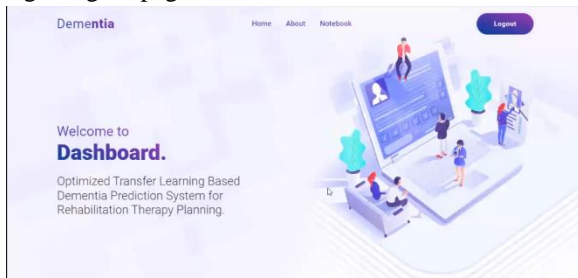 Dementia
Home About Notebook
Logout
Welcome to
Dashboard.
Optimized Transfer Learning Based
Dementia Prediction System for
Rehabilitation Therapy Planning.